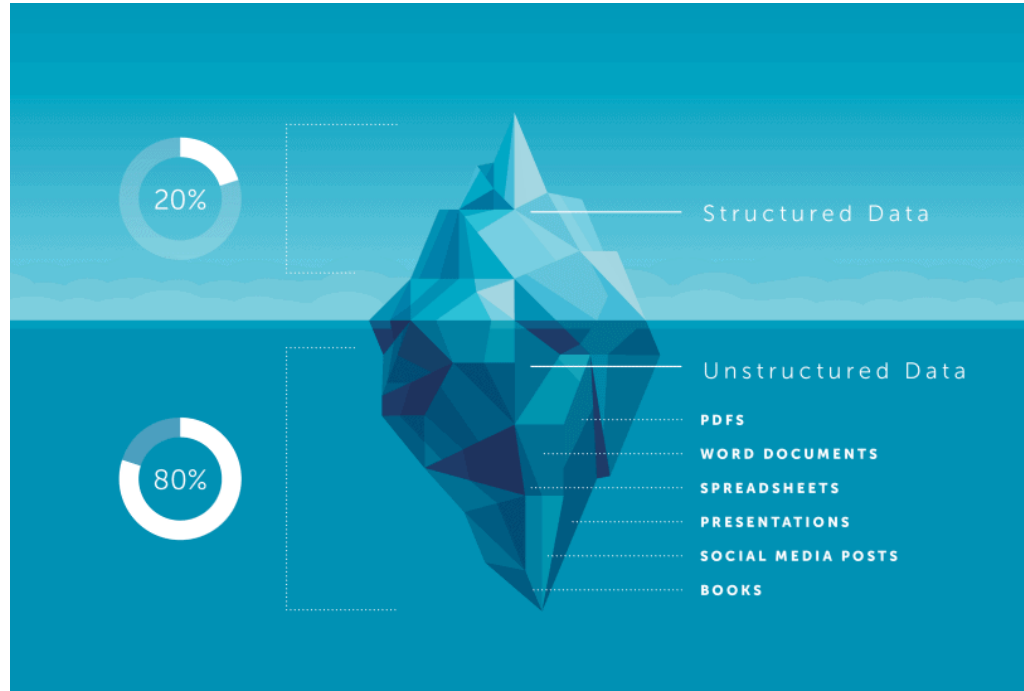 20%
Structured Data
Unstructured Data
PDFS
WORD DOCUMENTS
80%
SPREADSHEETS
PRESENTATIONS
SOCIAL MEDIA POSTS
BOOKS